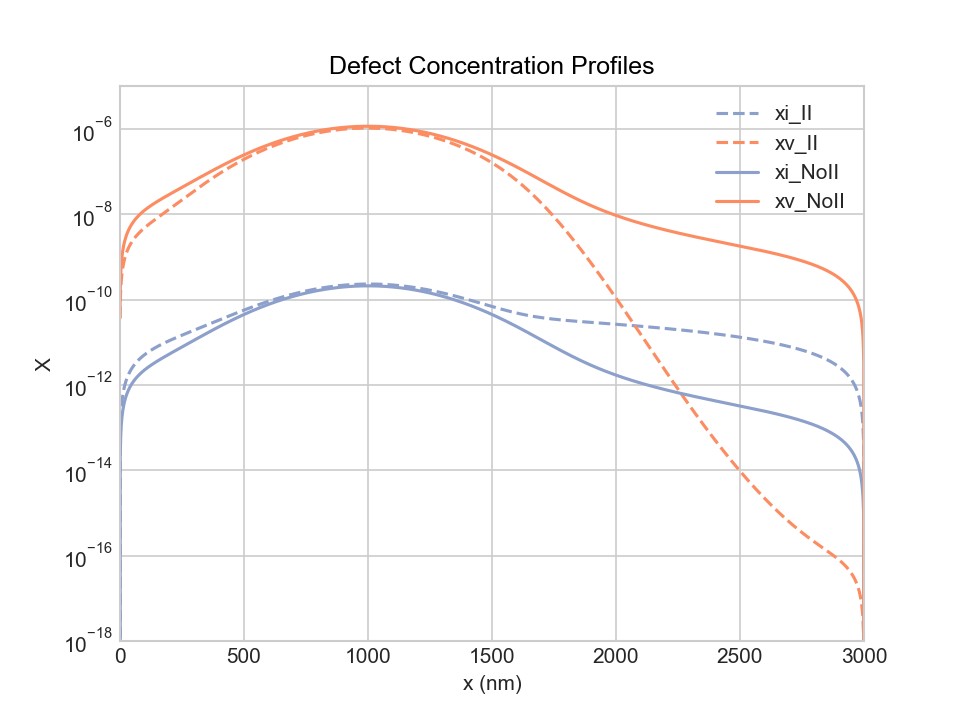 Defect Concentration Profiles
xi_II
xv_II
xi_NoII
xv_NoII
10⁻⁶
10⁻⁸
10⁻¹⁰
10⁻¹²
10⁻¹⁴
10⁻¹⁶
10⁻¹⁸
X
0 500 1000 1500 2000 2500 3000
x (nm)